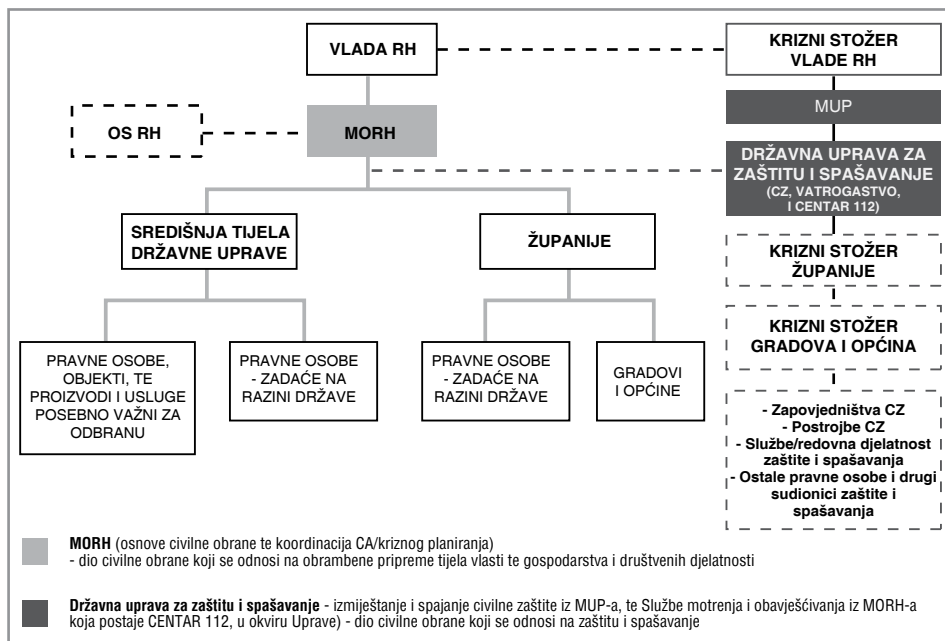 VLADA RH
KRIZNI STOŽER
VLADE RH
MUP
OS RH
MORH
DRŽAVNA UPRAVA ZA
ZAŠTITU I SPAŠAVANJE
(CZ, VATROGASTVO,
I CENTAR 112)
SREDIŠNJA TIJELA
DRŽAVNE UPRAVE
ŽUPANIJE
KRIZNI STOŽER
ŽUPANIJE
KRIZNI STOŽER
GRADOVA I OPĆINA
PRAVNE OSOBE,
OBJEKTI, TE
PROIZVODI I USLUGE
POSEBNO VAŽNI ZA
ODBRANU
PRAVNE OSOBE
- ZADAĆE NA
RAZINI DRŽAVE
PRAVNE OSOBE
- ZADAĆE NA
RAZINI DRŽAVE
GRADOVI
I OPĆINE
- Zapovjedništva CZ
- Postrojbe CZ
- Službe/redovna djelatnost
zaštite i spašavanja
- Ostale pravne osobe i drugi
sudionici zaštite i
spašavanja
MORH (osnove civilne obrane te koordinacija CA/kriznog planiranja)
- dio civilne obrane koji se odnosi na obrambene pripreme tijela vlasti te gospodarstva i društvenih djelatnosti
Državna uprava za zaštitu i spašavanje - izmiještanje i spajanje civilne zaštite iz MUP-a, te Službe motrenja i obavješćivanja iz MORH-a
koja postaje CENTAR 112, u okviru Uprave) - dio civilne obrane koji se odnosi na zaštitu i spašavanje